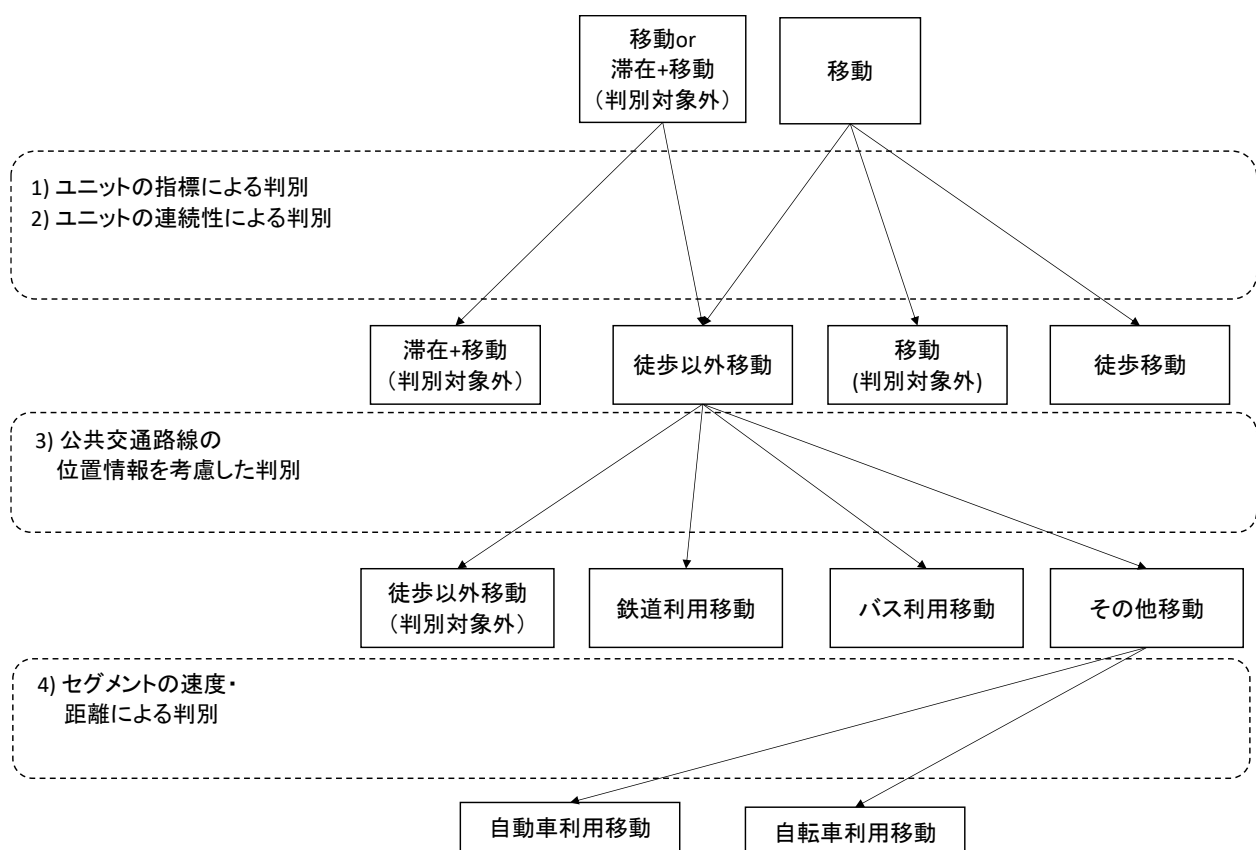 移動or
滞在+移動
（判別対象外）
移動
1) ユニットの指標による判別
2) ユニットの連続性による判別
滞在+移動
（判別対象外）
徒歩以外移動
移動
(判別対象外)
徒歩移動
3) 公共交通路線の
位置情報を考慮した判別
徒歩以外移動
（判別対象外）
鉄道利用移動
バス利用移動
その他移動
4) セグメントの速度・
距離による判別
自動車利用移動
自転車利用移動